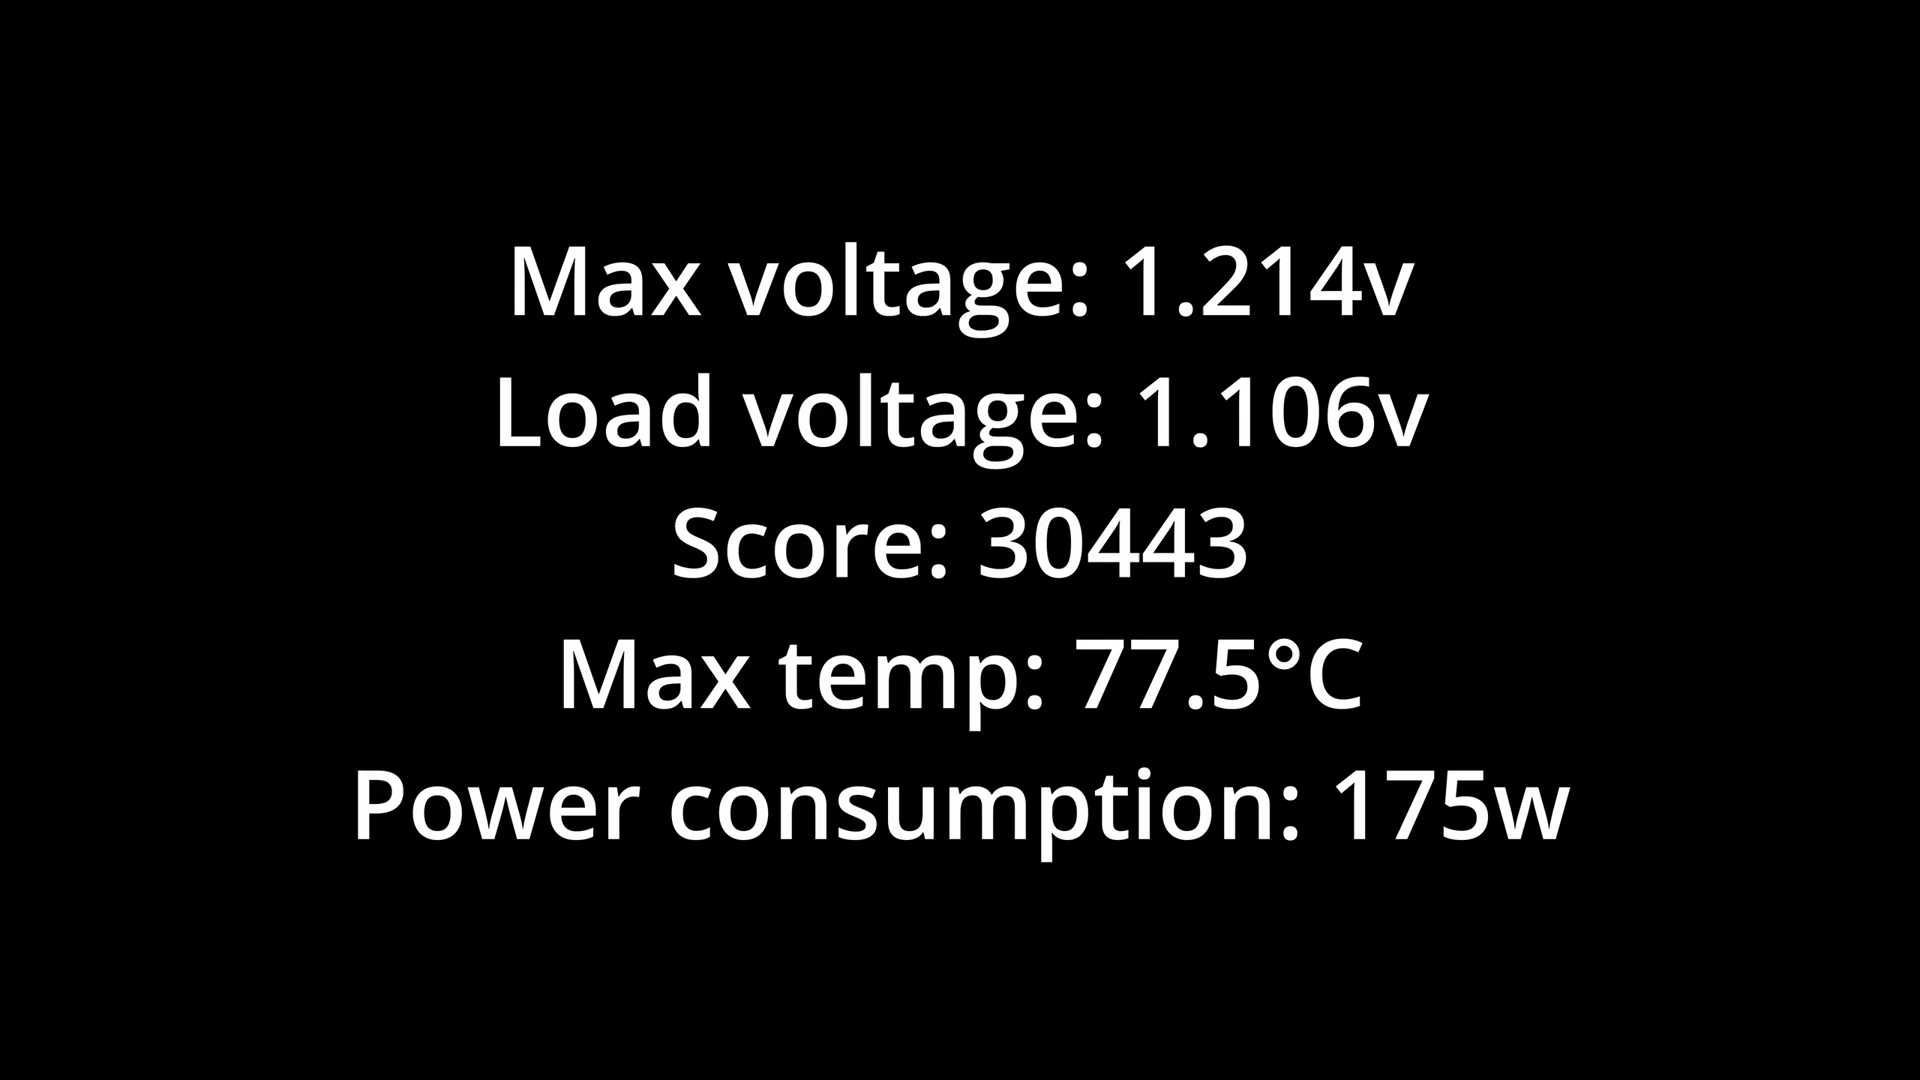 Max voltage: 1.214v
Load voltage: 1.106v
Score: 30443
Max temp: 77.5°C
Power consumption: 175w